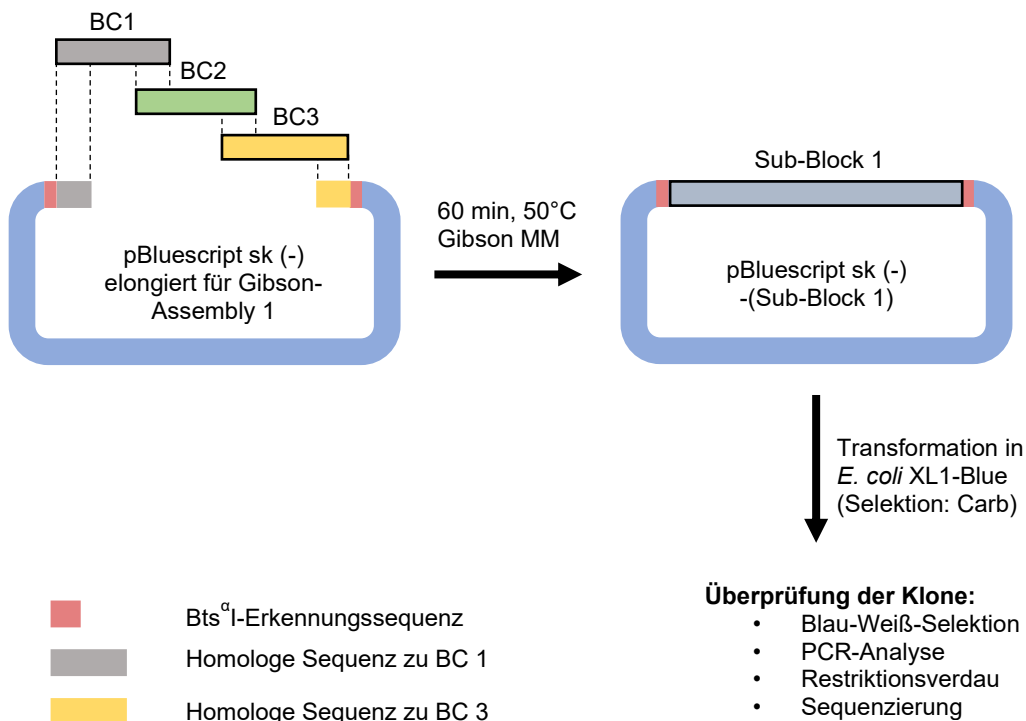 BC1
BC2
BC3
pBluescript sk (-)
elongiert für Gibson-
Assembly 1
60 min, 50°C
Gibson MM
Sub-Block 1
pBluescript sk (-)
-(Sub-Block 1)
Transformation in
E. coli XL1-Blue
(Selektion: Carb)
Bts^αI-Erkennungssequenz
Homologe Sequenz zu BC 1
Homologe Sequenz zu BC 3
Überprüfung der Klone:
• Blau-Weiß-Selektion
• PCR-Analyse
• Restriktionsverdau
• Sequenzierung